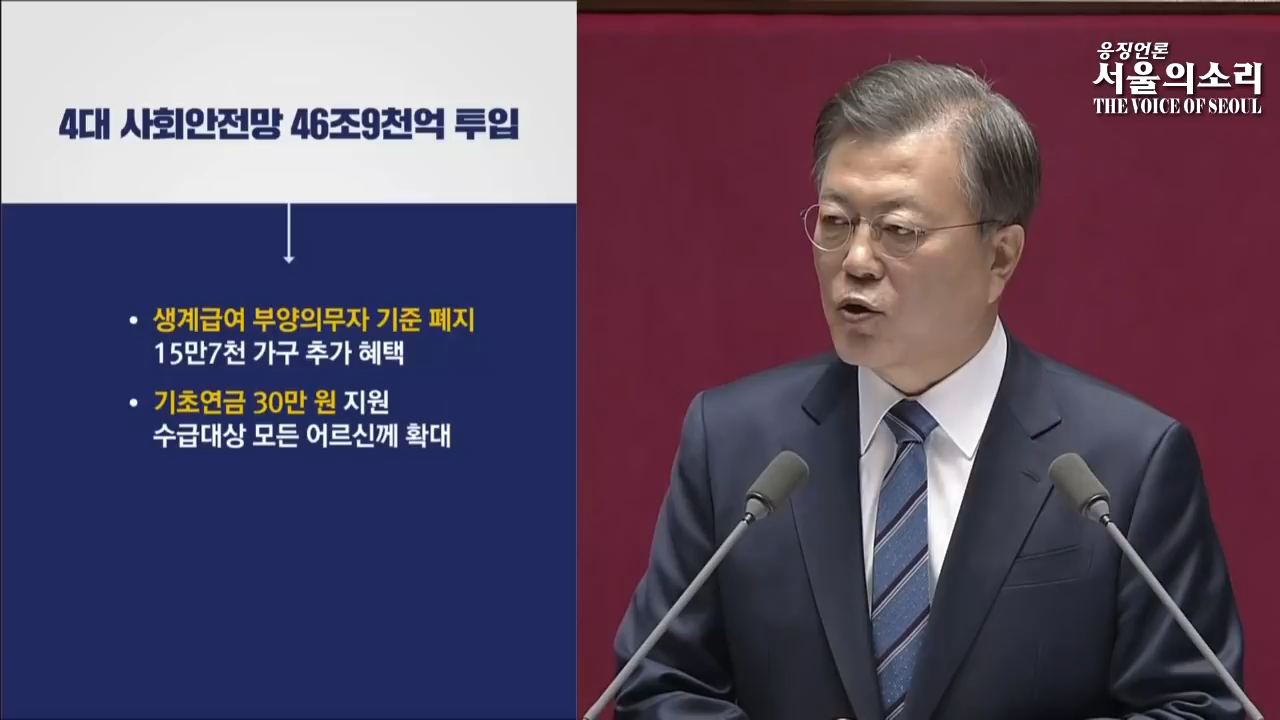 4대 사회안전망 46조9천억 투입
• 생계급여 부양의무자 기준 폐지
15만7천 가구 추가 혜택
• 기초연금 30만 원 지원
수급대상 모든 어르신께 확대
응징언론
서울의소리
THE VOICE OF SEOUL